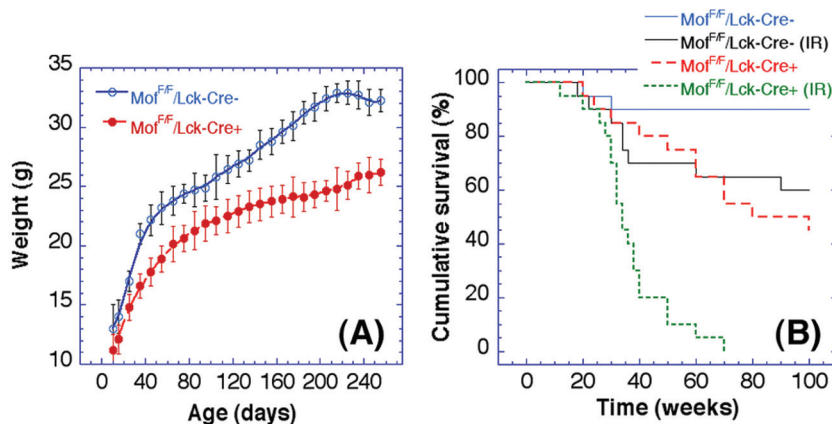 Mof^F/F/Lck-Cre-
Mof^F/F/Lck-Cre- (IR)
Mof^F/F/Lck-Cre+
Mof^F/F/Lck-Cre+ (IR)
35
30
25
20
15
10
Weight (g)
Mof^F/F/Lck-Cre-
Mof^F/F/Lck-Cre+
(A)
0 40 80 120 160 200 240
Age (days)
100
80
60
40
20
0
Cumulative survival (%)
(B)
0 20 40 60 80 100
Time (weeks)